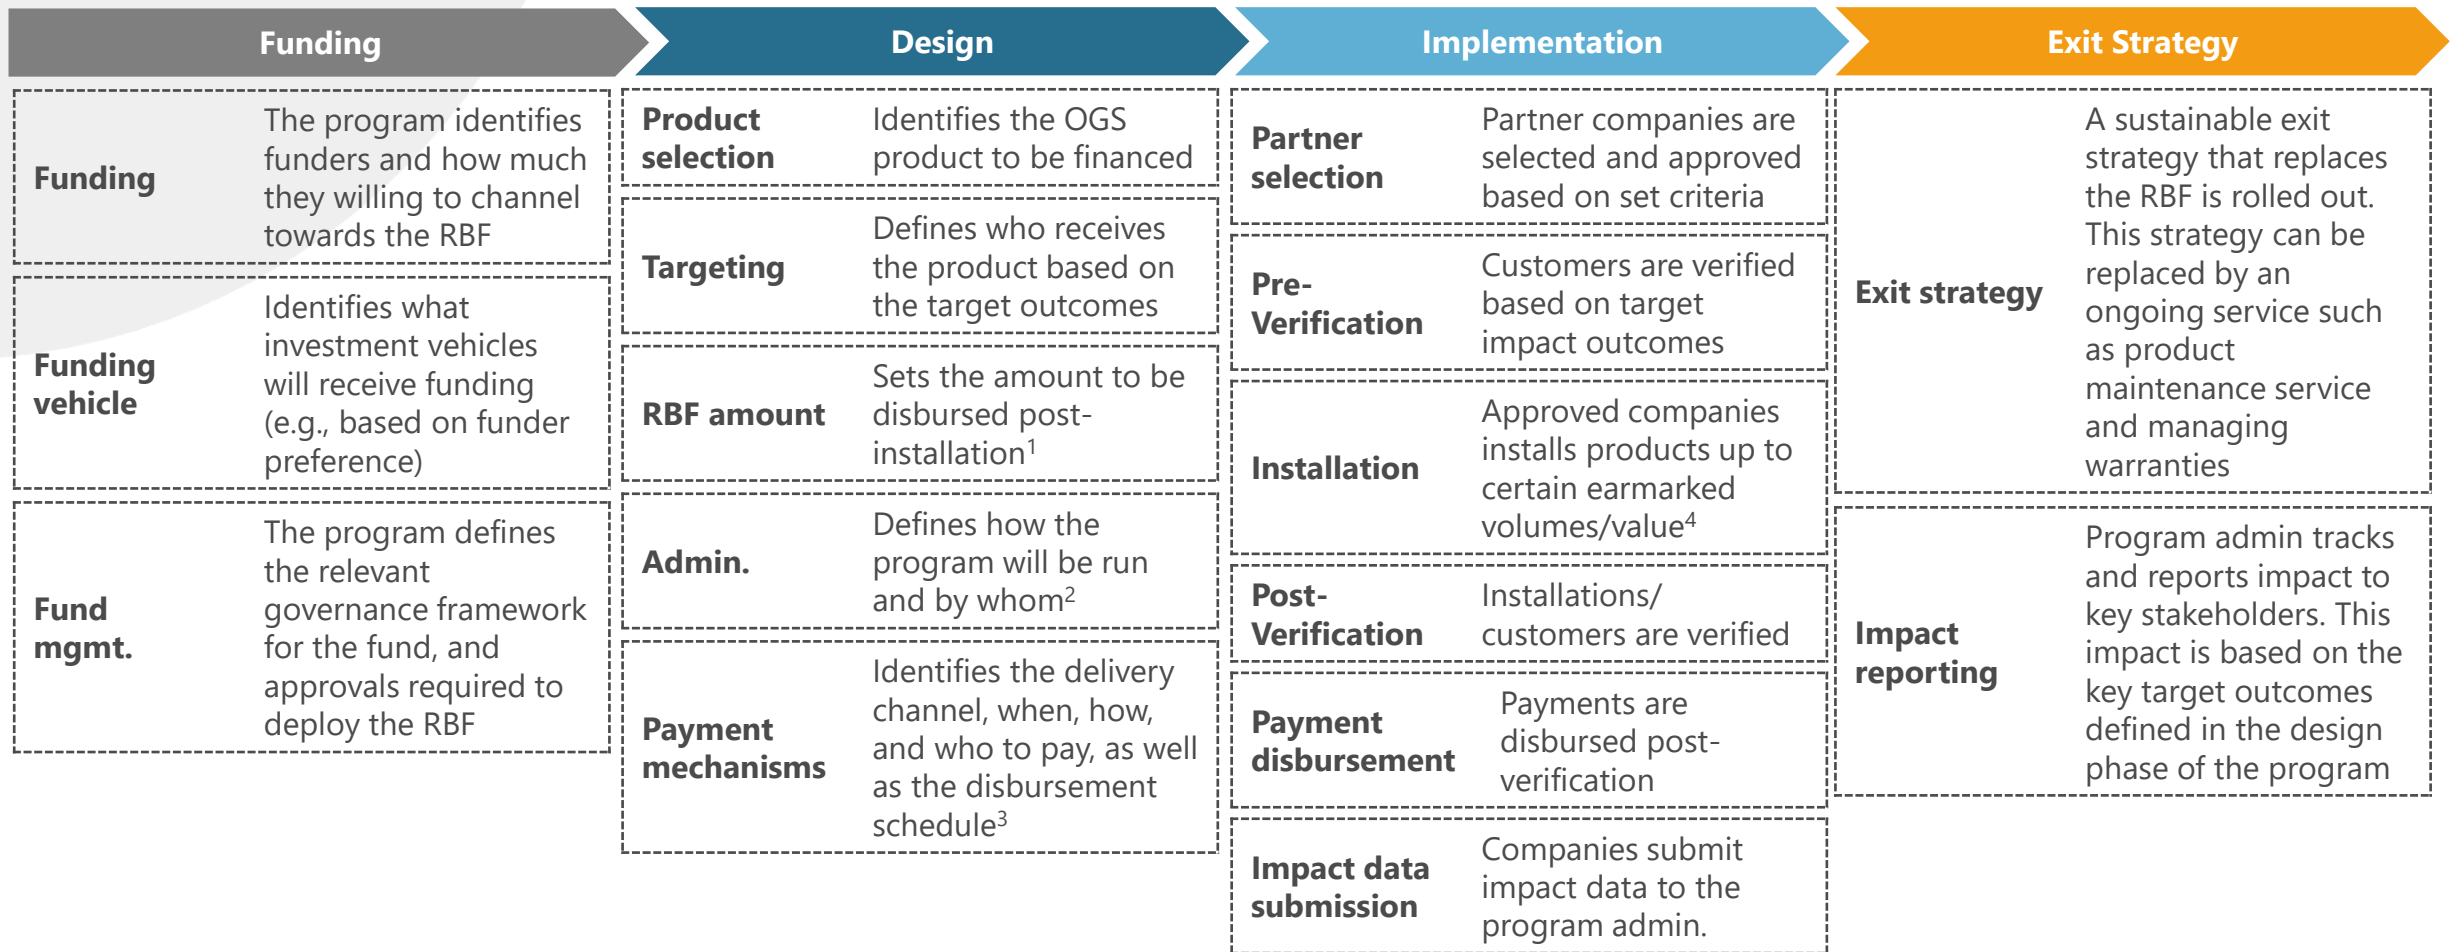 Funding
Design
Implementation
Exit Strategy
Funding
The program identifies
funders and how much
they willing to channel
towards the RBF
Funding
vehicle
Identifies what
investment vehicles
will receive funding
(e.g., based on funder
preference)
Fund
mgmt.
The program defines
the relevant
governance framework
for the fund, and
approvals required to
deploy the RBF
Product
selection
Identifies the OGS
product to be financed
Targeting
Defines who receives
the product based on
the target outcomes
RBF amount
Sets the amount to be
disbursed post-
installation¹
Admin.
Defines how the
program will be run
and by whom²
Payment
mechanisms
Identifies the delivery
channel, when, how,
and who to pay, as well
as the disbursement
schedule³
Partner
selection
Partner companies are
selected and approved
based on set criteria
Pre-
Verification
Customers are verified
based on target
impact outcomes
Installation
Approved companies
installs products up to
certain earmarked
volumes/value⁴
Post-
Verification
Installations/
customers are verified
Payment
disbursement
Payments are
disbursed post-
verification
Impact data
submission
Companies submit
impact data to the
program admin.
Exit strategy
A sustainable exit
strategy that replaces
the RBF is rolled out.
This strategy can be
replaced by an
ongoing service such
as product
maintenance service
and managing
warranties
Impact
reporting
Program admin tracks
and reports impact to
key stakeholders. This
impact is based on the
key target outcomes
defined in the design
phase of the program